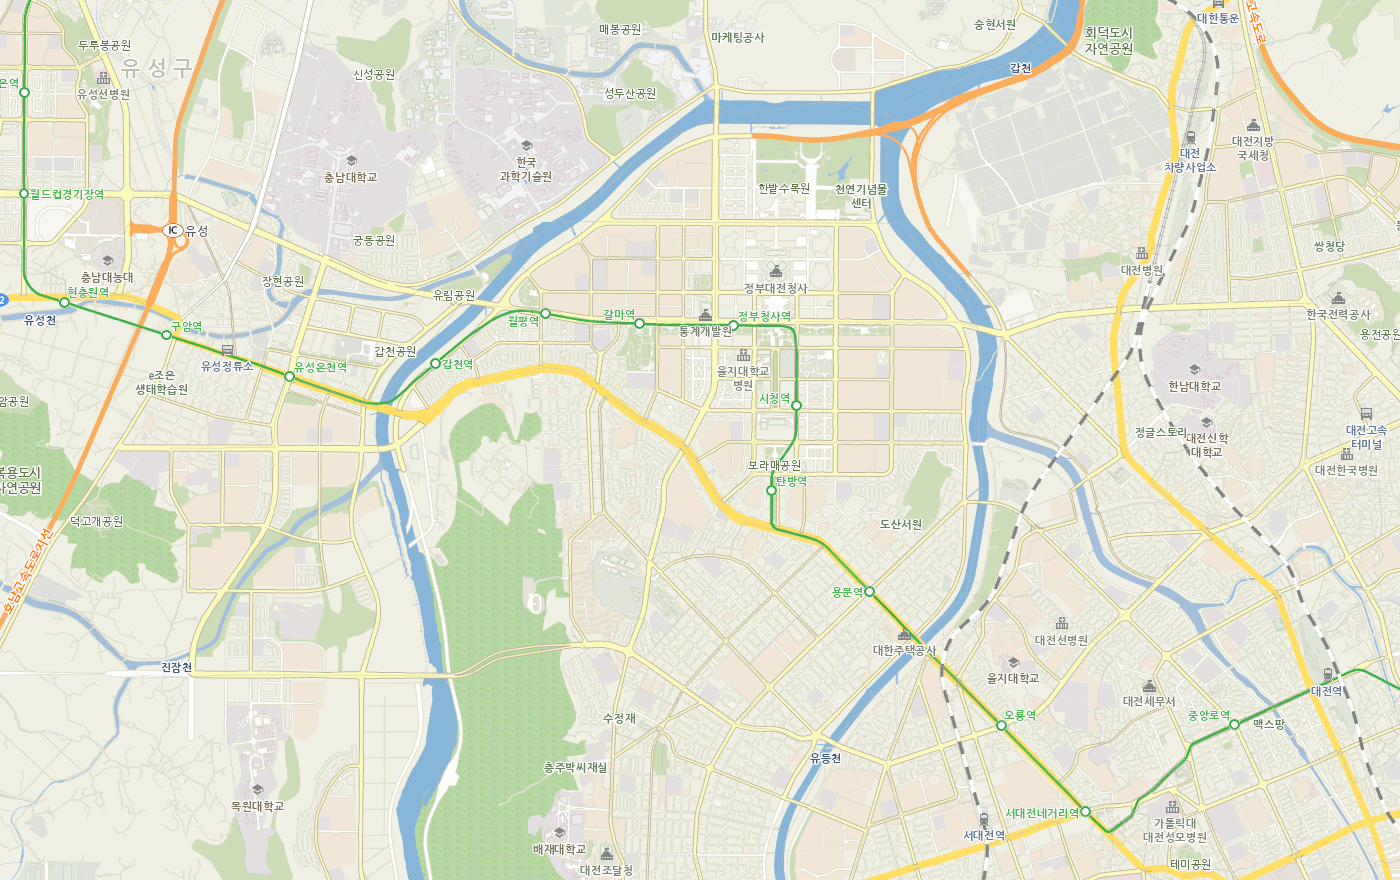 대한통운
숭현서원
매봉공원
마케팅공사
회덕도시
자연공원
두루봉공원
유성구
갑천
신성공원
유성선병원
성두산공원
대전지방
국세청
대전
차량사업소
한국
과학기술원
충남대학교
한밭수목원
천연기념물
센터
월드컵경기장역
IC
유성
궁동공원
쌍청당
충남대농대
대전병원
장현공원
정부대전청사
현충원역
유림공원
2
유성천
구암역
월평역
갈마역
통계개발원
정부청사역
한국전력공사
갑천공원
유성정류소
유성온천역
갑천역
을지대학교
병원
e조은
생태학습원
한남대학교
시청역
정글스토리
대전신학
대학교
대전고속
터미널
대전한국병원
보라매공원
탄방역
덕고개공원
도산서원
호남고속도로지선
용문역
대한주택공사
대전선병원
진잠천
을지대학교
대전역
대전세무서
수정재
오룡역
중앙로역
맥스팡
유등천
충주박씨재실
목원대학교
서대전네거리역
서대전역
가톨릭대
대전성모병원
배재대학교
대전조달청
테미공원